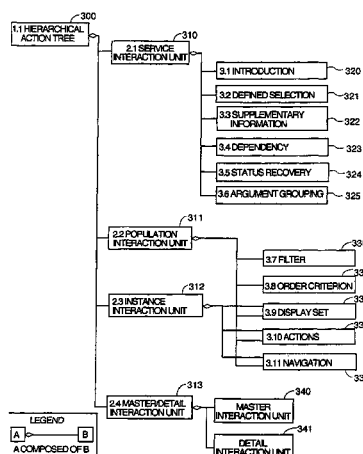 300
1.1 HIERARCHICAL
ACTION TREE
310
2.1 SERVICE
INTERACTION UNIT
3.1 INTRODUCTION
320
3.2 DEFINED SELECTION
321
3.3 SUPPLEMENTARY
INFORMATION
322
3.4 DEPENDENCY
323
3.5 STATUS RECOVERY
324
3.6 ARGUMENT GROUPING
325
311
2.2 POPULATION
INTERACTION UNIT
3.7 FILTER
312
2.3 INSTANCE
INTERACTION UNIT
3.8 ORDER CRITERION
3.9 DISPLAY SET
3.10 ACTIONS
3.11 NAVIGATION
313
2.4 MASTER/DETAIL
INTERACTION UNIT
340
MASTER
INTERACTION UNIT
341
DETAIL
INTERACTION UNIT
LEGEND
A B
A COMPOSED OF B